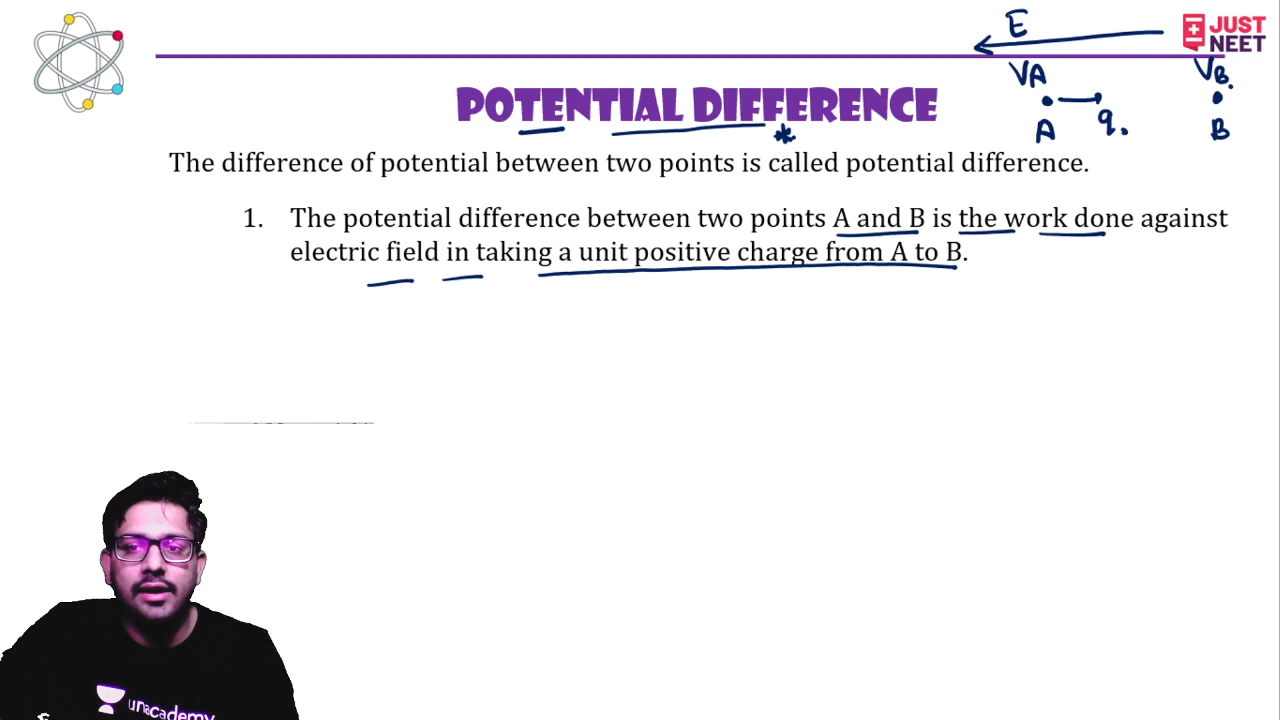 E
JUST
NEET
VA
VB.
POTENTIAL DIFFERENCE
*
A
q.
B
The difference of potential between two points is called potential difference.
1. The potential difference between two points A and B is the work done against
electric field in taking a unit positive charge from A to B.
unacademy